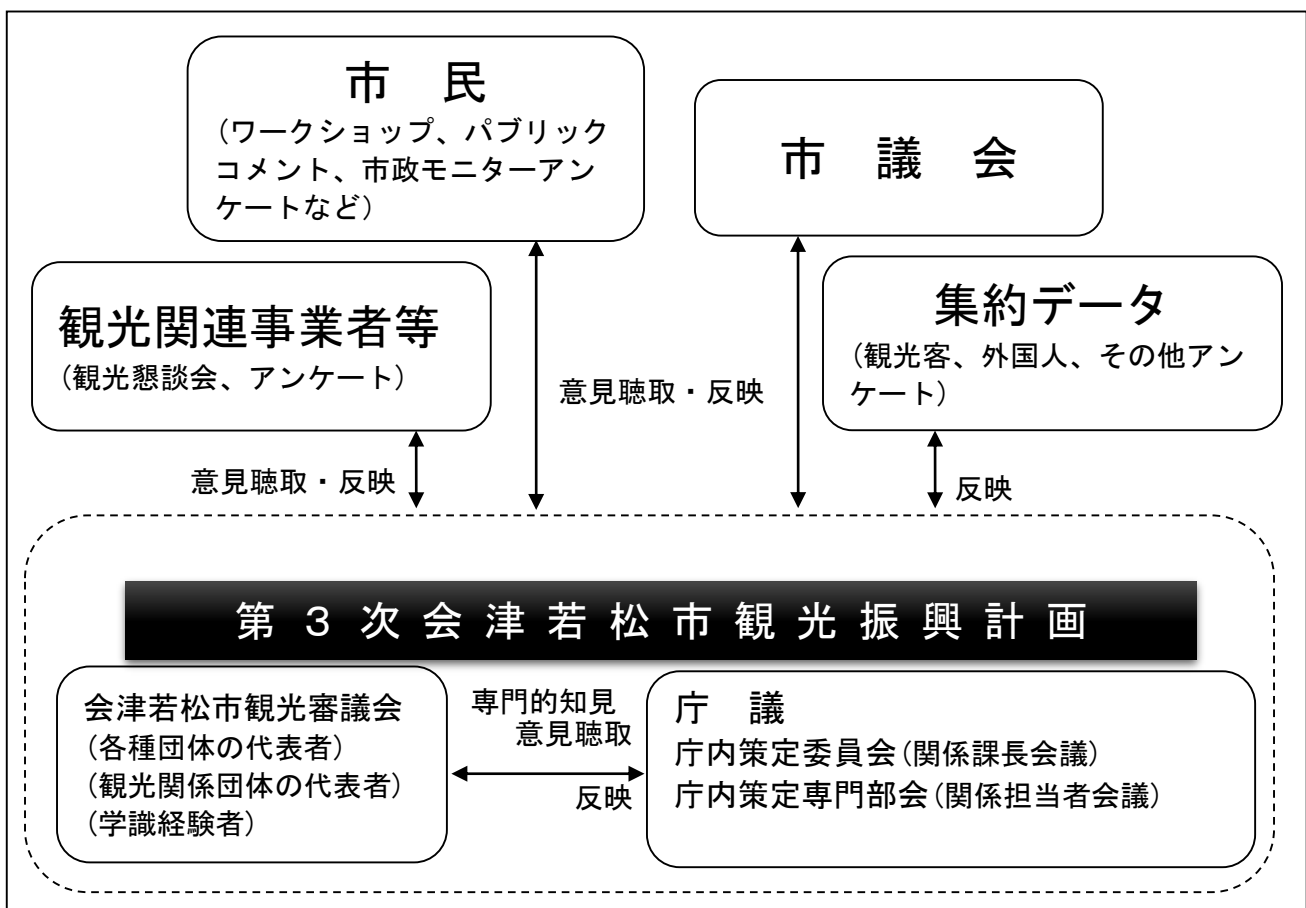 市　民
（ワークショップ、パブリック
コメント、市政モニターアン
ケートなど）
市　議　会
観光関連事業者等
（観光懇談会、アンケート）
集約データ
（観光客、外国人、その他アン
ケート）
意見聴取・反映
意見聴取・反映
反映
第３次会津若松市観光振興計画
会津若松市観光審議会
（各種団体の代表者）
（観光関係団体の代表者）
（学識経験者）
専門的知見
意見聴取
反映
庁　議
庁内策定委員会（関係課長会議）
庁内策定専門部会（関係担当者会議）